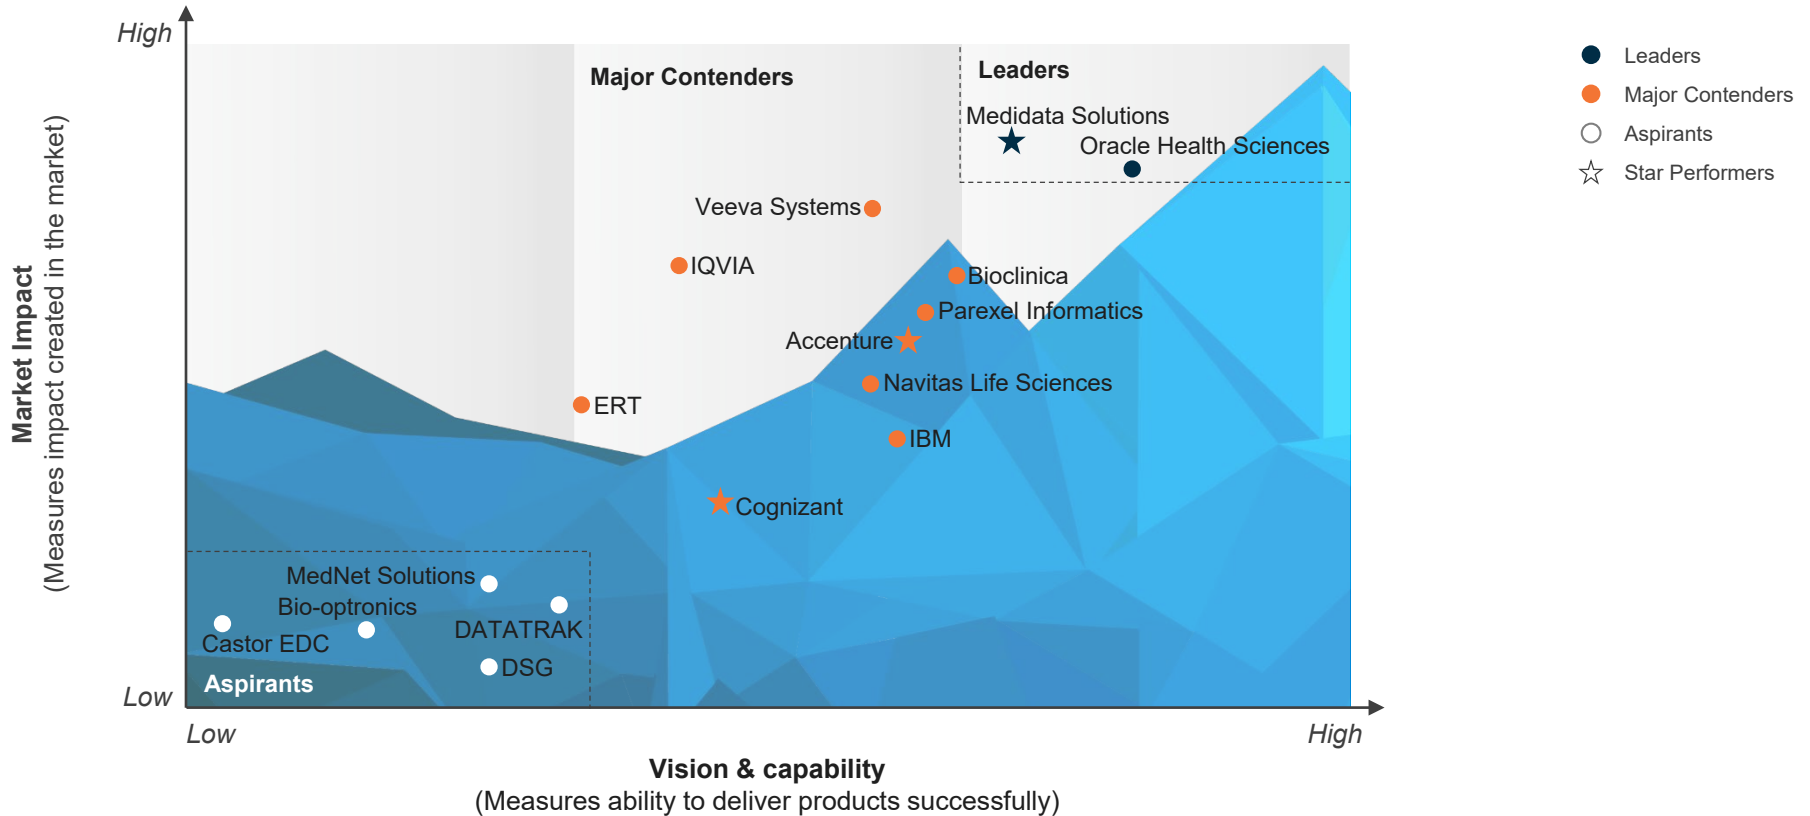 High
Major Contenders
Leaders
Medidata Solutions
Oracle Health Sciences
Veeva Systems
IQVIA
Bioclinica
Parexel Informatics
Accenture
Navitas Life Sciences
ERT
IBM
Cognizant
MedNet Solutions
Bio-optronics
DATATRAK
Castor EDC
DSG
Aspirants
Low
Low
High
Market Impact
(Measures impact created in the market)
Vision & capability
(Measures ability to deliver products successfully)
Leaders
Major Contenders
Aspirants
Star Performers